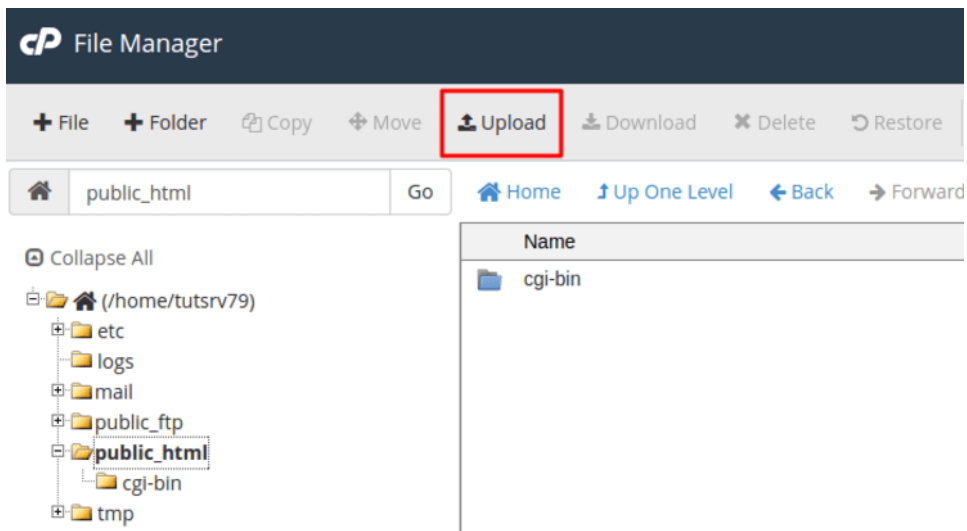 cP File Manager
File Folder Copy Move Upload Download Delete Restore
public_html Go Home Up One Level Back Forward
Collapse All
Name
cgi-bin
(/home/tutsrv79)
etc
logs
mail
public_ftp
public_html
cgi-bin
tmp